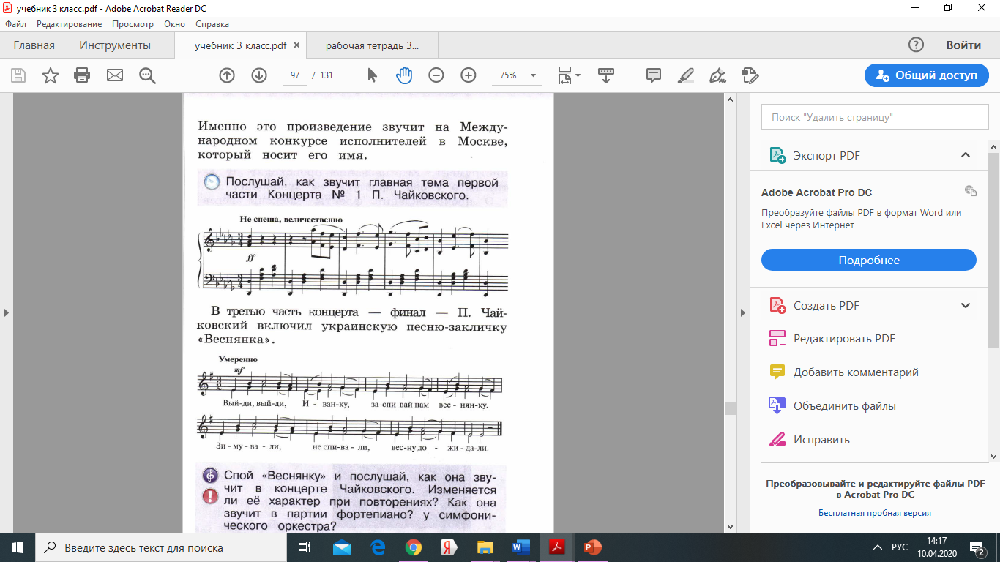 учебник 3 класс.pdf - Adobe Acrobat Reader DC
Файл Редактирование Просмотр Окно Справка
Главная Инструменты учебник 3 класс.pdf × рабочая тетрадь 3... Войти
97 / 131 75% Общий доступ
Именно это произведение звучит на Между-
народном конкурсе исполнителей в Москве,
который носит его имя.
Послушай, как звучит главная тема первой
части Концерта № 1 П. Чайковского.
Не спеша, величественно
ff
В третью часть концерта — финал — П. Чай-
ковский включил украинскую песню-закличку
«Веснянка».
Умеренно
mf
Вый-ди, вый-ди, И - ван-ку, за-спи-вай нам вес - нян-ку.
Зи - му - ва - ли, не спи-ва - ли, вес-ну до - жи - да-ли.
Спой «Веснянку» и послушай, как она зву-
чит в концерте Чайковского. Изменяется
ли её характер при повторениях? Как она
звучит в партии фортепиано? у симфони-
ческого оркестра?
Поиск "Удалить страницу"
Экспорт PDF
Adobe Acrobat Pro DC
Преобразуйте файлы PDF в формат Word или
Excel через Интернет
Подробнее
Создать PDF
Редактировать PDF
Добавить комментарий
Объединить файлы
Исправить
Преобразовывайте и редактируйте файлы PDF
в Acrobat Pro DC
Бесплатная пробная версия
Введите здесь текст для поиска
РУС
14:17
10.04.2020
2